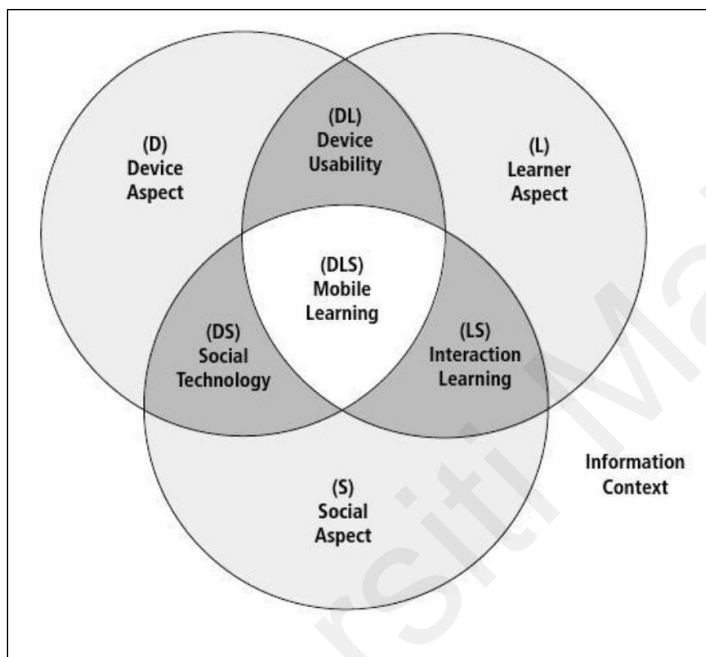 (DL)
Device
Usability
(D)
Device
Aspect
(L)
Learner
Aspect
(DLS)
Mobile
Learning
(DS)
Social
Technology
(LS)
Interaction
Learning
Information
Context
(S)
Social
Aspect